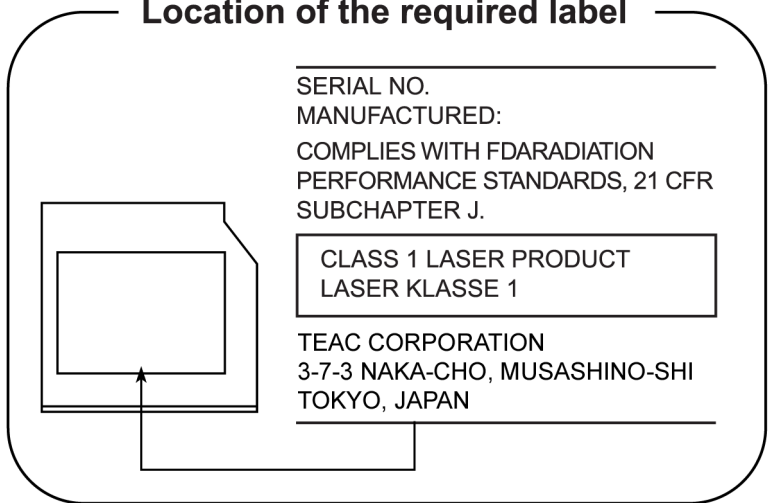 Location of the required label
SERIAL NO.
MANUFACTURED:
COMPLIES WITH FDARADIATION
PERFORMANCE STANDARDS, 21 CFR
SUBCHAPTER J.
CLASS 1 LASER PRODUCT
LASER KLASSE 1
TEAC CORPORATION
3-7-3 NAKA-CHO, MUSASHINO-SHI
TOKYO, JAPAN